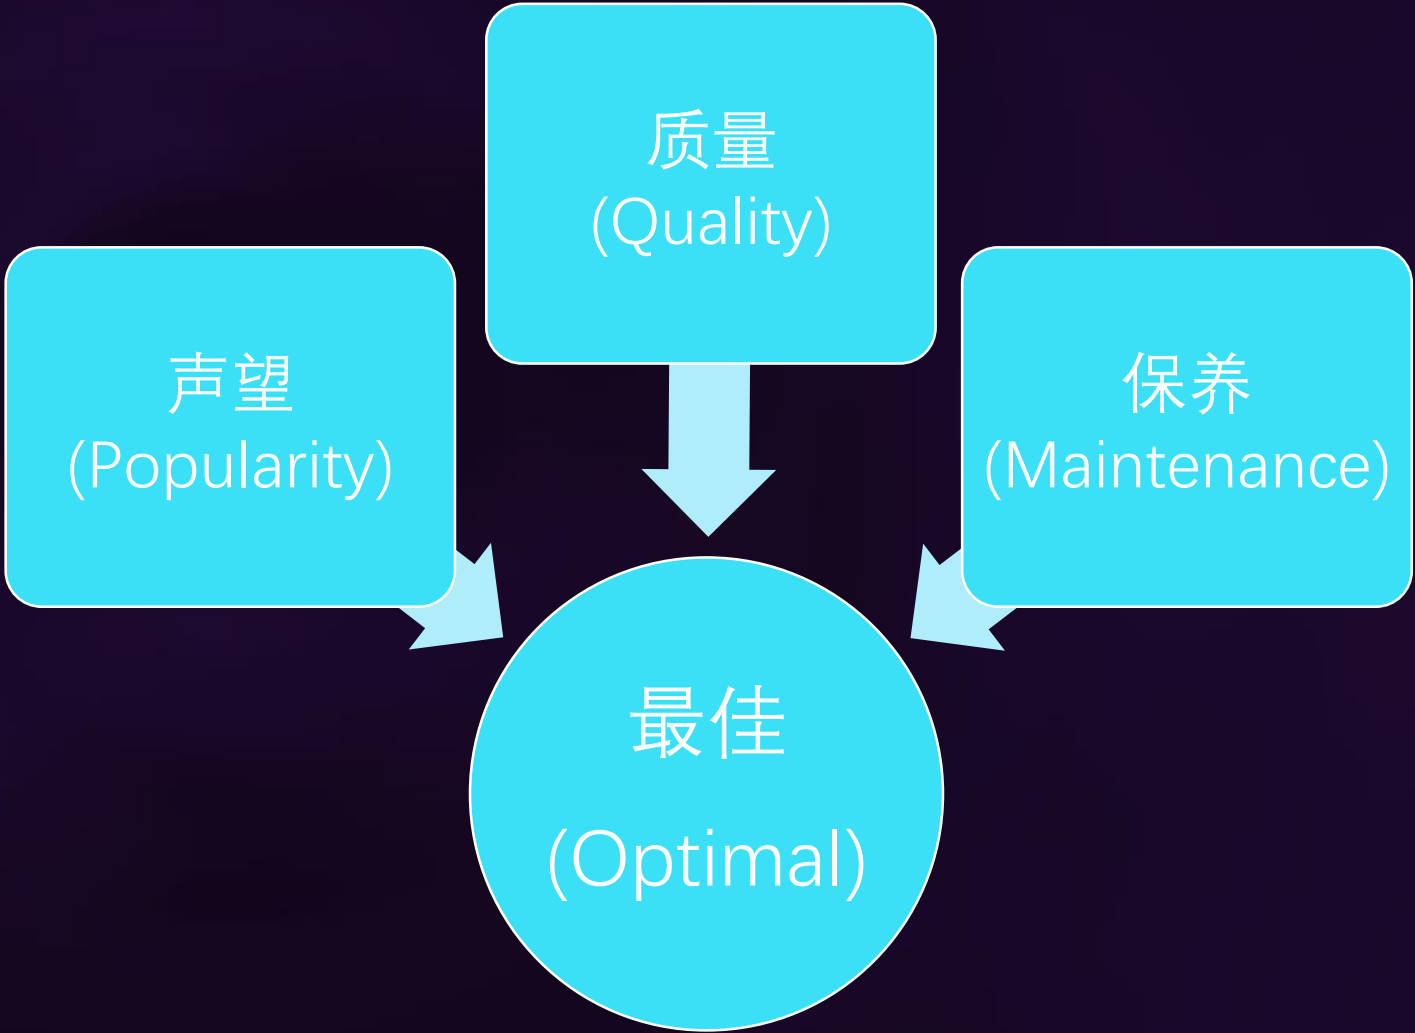 质量
(Quality)
声望
(Popularity)
保养
(Maintenance)
最佳
(Optimal)